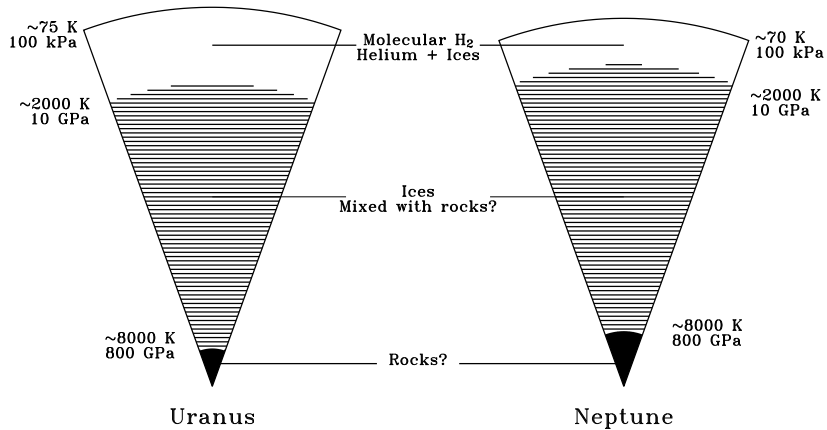 ~75 K
100 kPa
Molecular H₂
Helium + Ices
~70 K
100 kPa
~2000 K
10 GPa
~2000 K
10 GPa
Ices
Mixed with rocks?
~8000 K
800 GPa
~8000 K
800 GPa
Rocks?
Uranus
Neptune